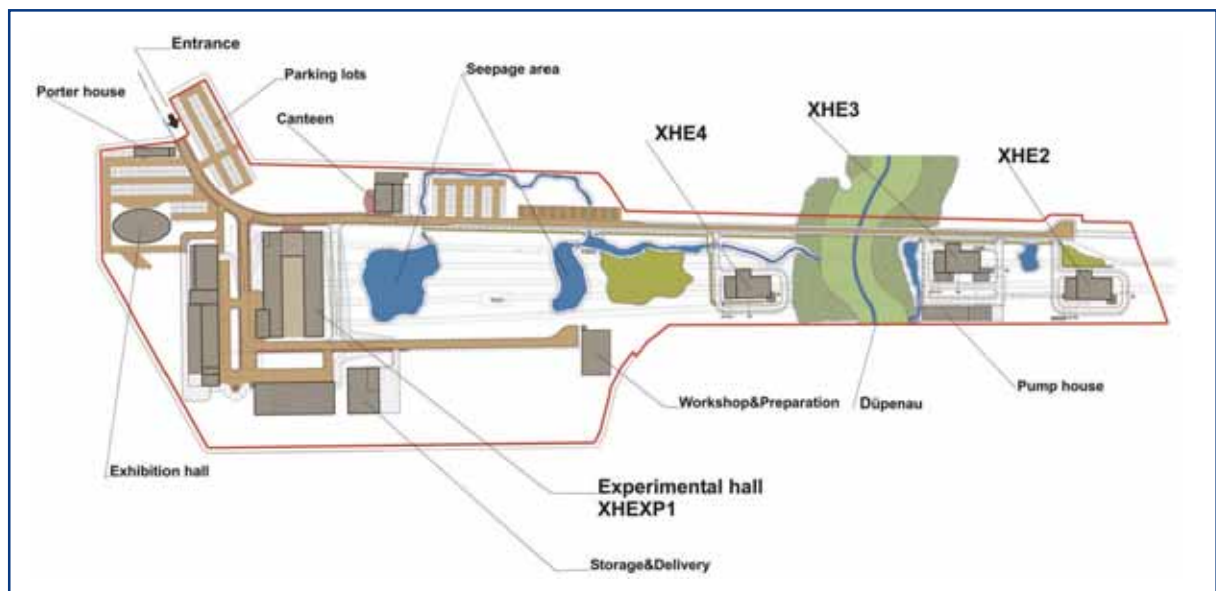 Entrance
Parking lots
Seepage area
Porter house
Canteen
XHE3
XHE4
XHE2
Pump house
Workshop&Preparation
Düpenau
Exhibition hall
Experimental hall
XHEXP1
Storage&Delivery